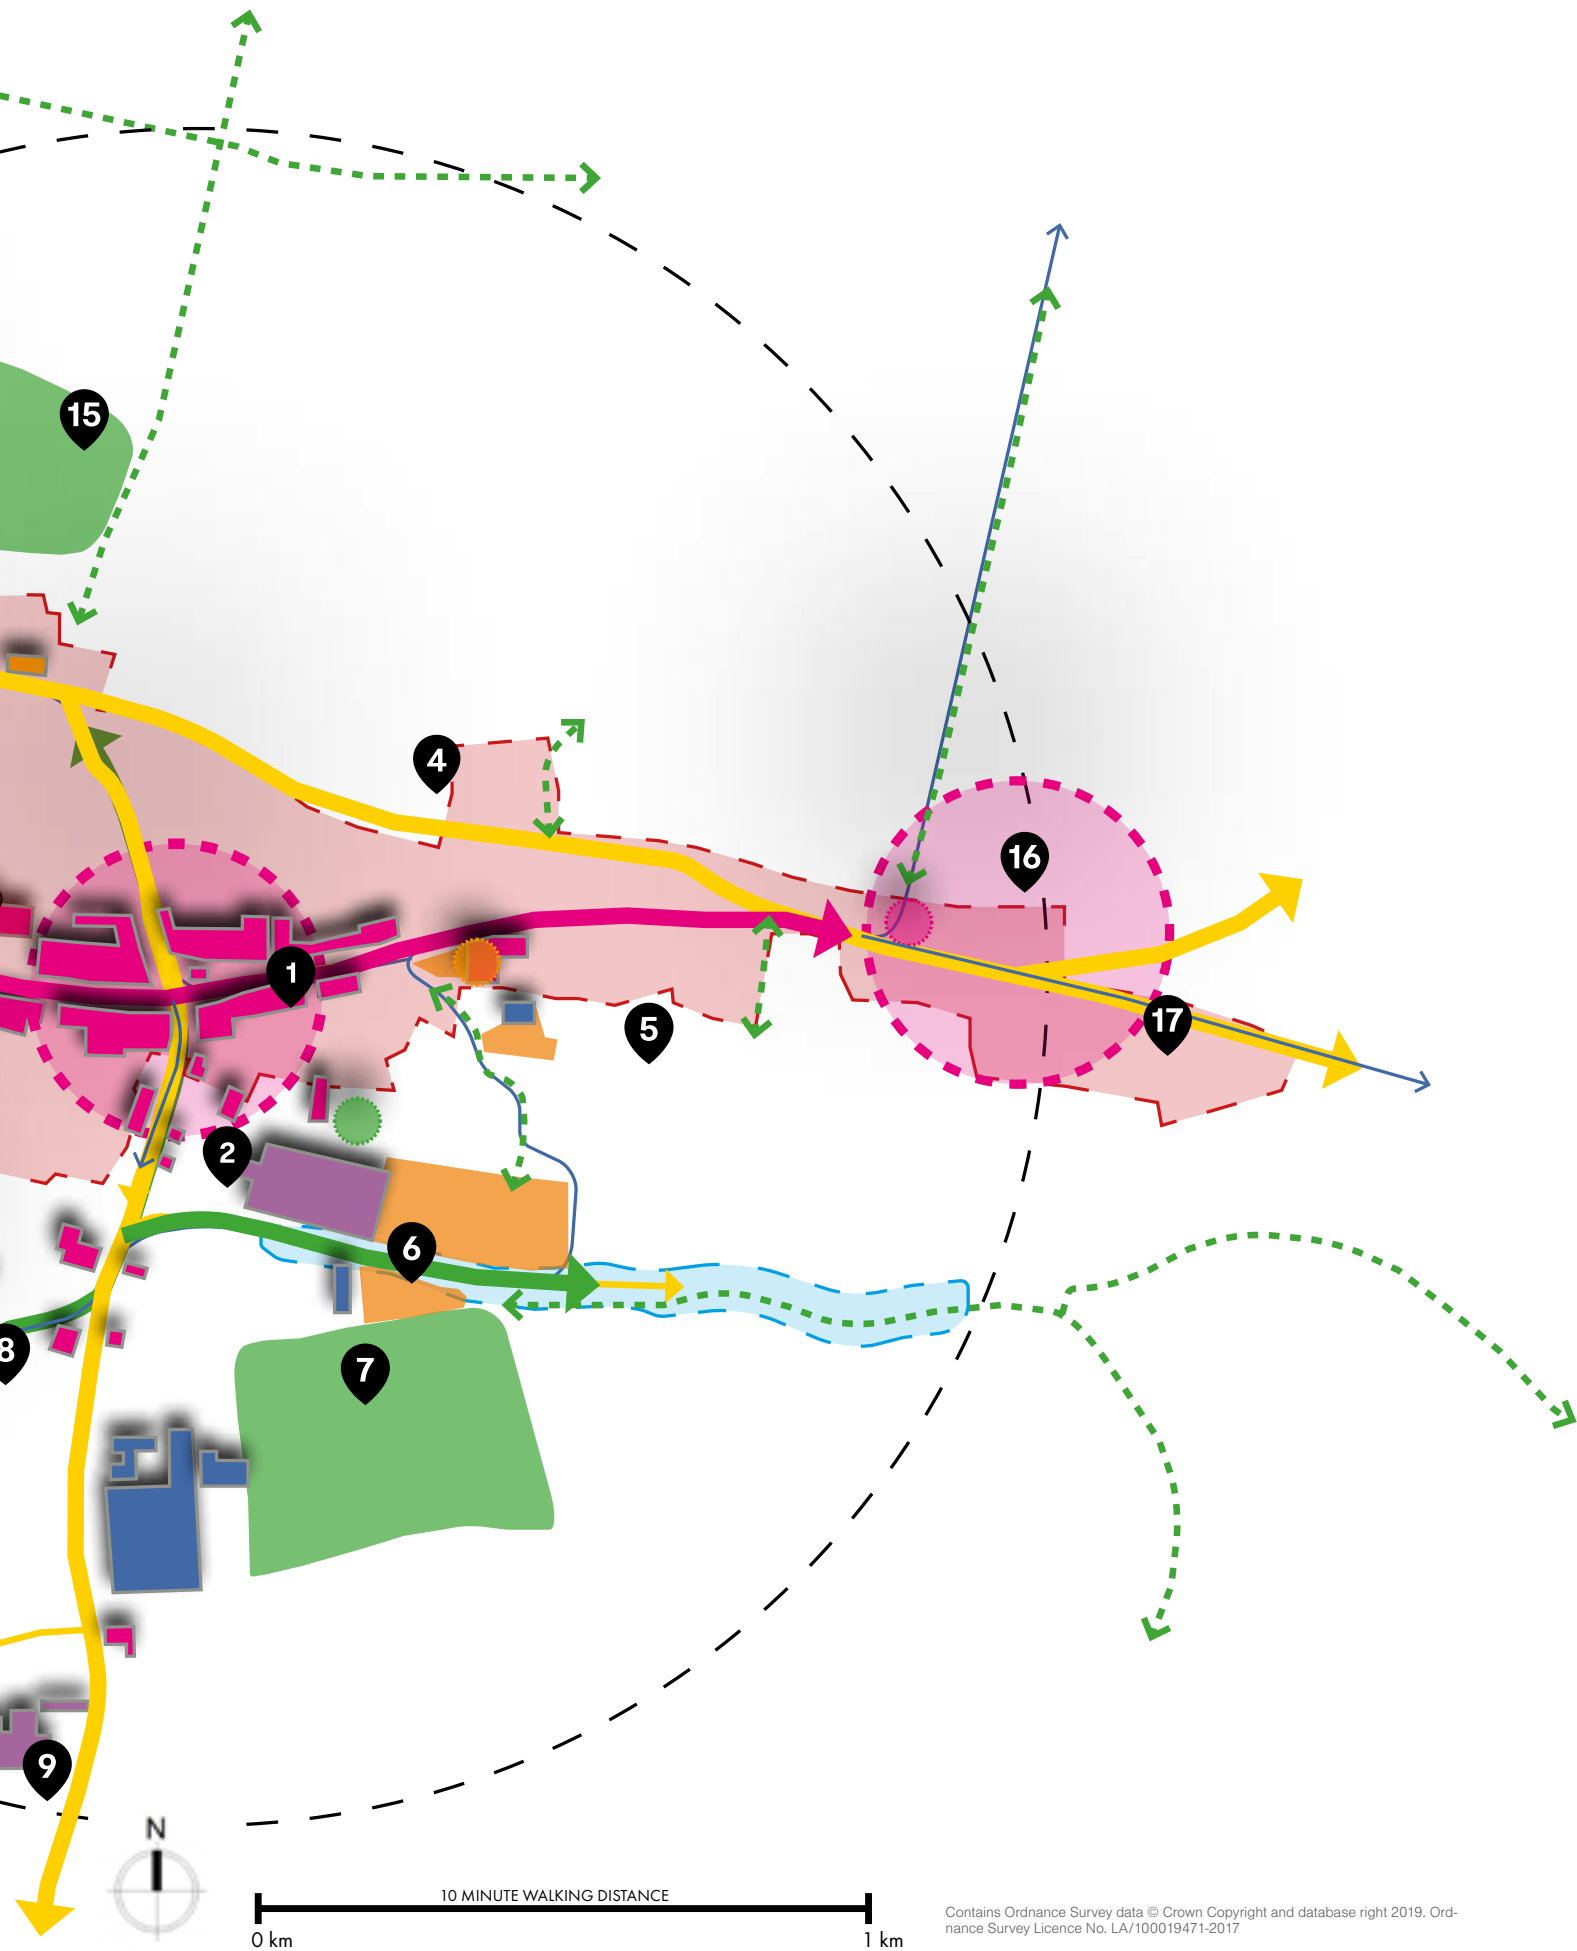 15
4
16
1
17
5
2
6
8
7
9
N
10 MINUTE WALKING DISTANCE
0 km
1 km
Contains Ordnance Survey data © Crown Copyright and database right 2019. Ord-
nance Survey Licence No. LA/100019471-2017